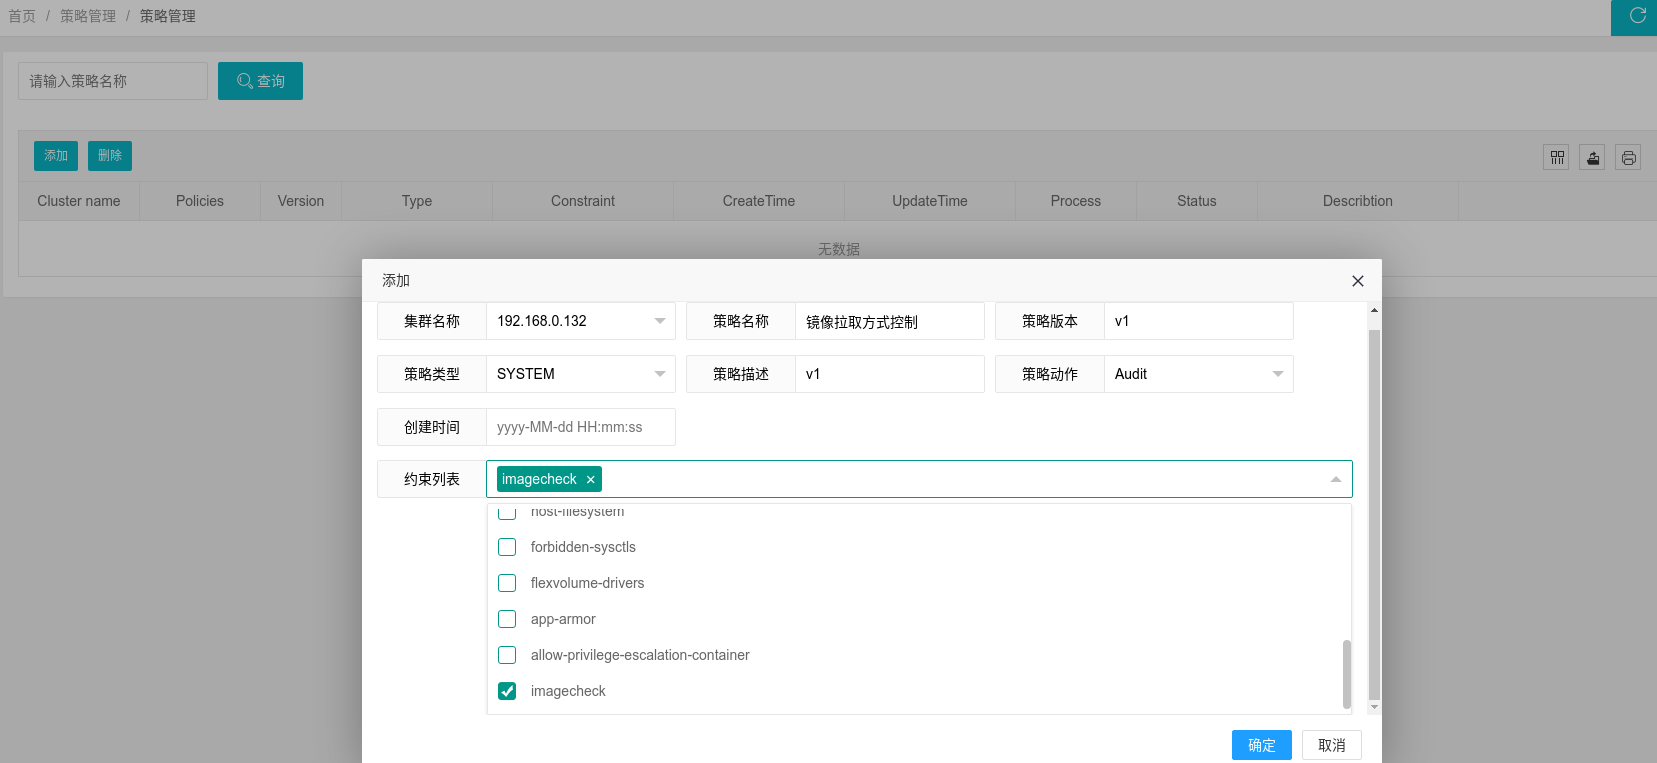 首页 / 策略管理 / 策略管理
请输入策略名称 查询
添加 删除
Cluster name Policies Version Type Constraint CreateTime UpdateTime Process Status Describtion
无数据
添加
集群名称 192.168.0.132 策略名称 镜像拉取方式控制 策略版本 v1
策略类型 SYSTEM 策略描述 v1 策略动作 Audit
创建时间 yyyy-MM-dd HH:mm:ss
约束列表 imagecheck
host-filesystem
forbidden-sysctls
flexvolume-drivers
app-armor
allow-privilege-escalation-container
imagecheck
确定 取消